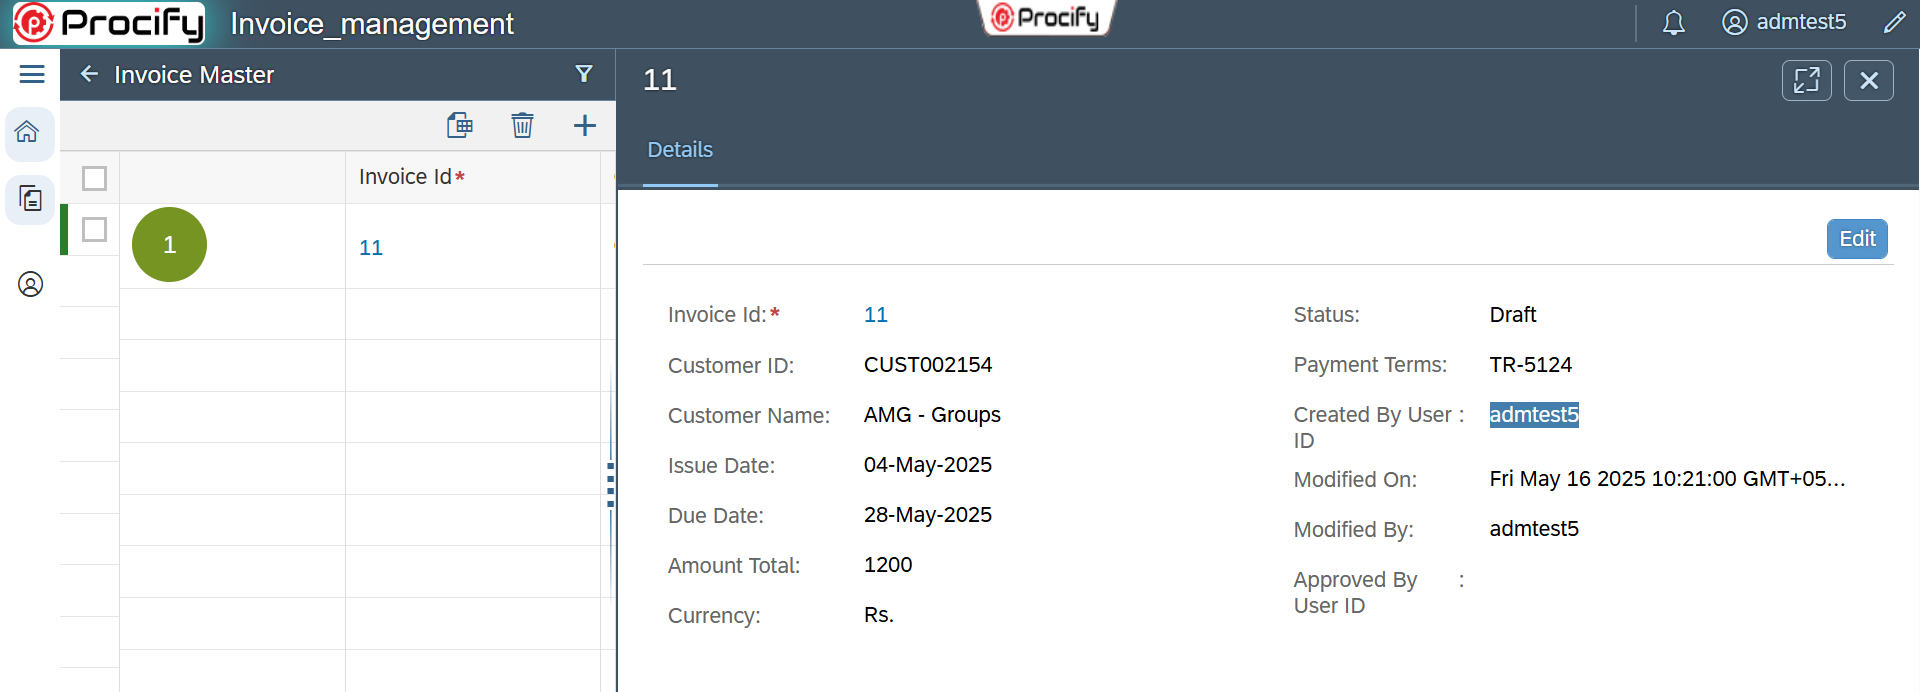 Procify Invoice_management
Procify
admtest5
Invoice Master
Invoice Id*
1
11
11
Details
Edit
Invoice Id:* 11
Customer ID: CUST002154
Customer Name: AMG - Groups
Issue Date: 04-May-2025
Due Date: 28-May-2025
Amount Total: 1200
Currency: Rs.
Status: Draft
Payment Terms: TR-5124
Created By User : admtest5
ID
Modified On: Fri May 16 2025 10:21:00 GMT+05...
Modified By: admtest5
Approved By :
User ID